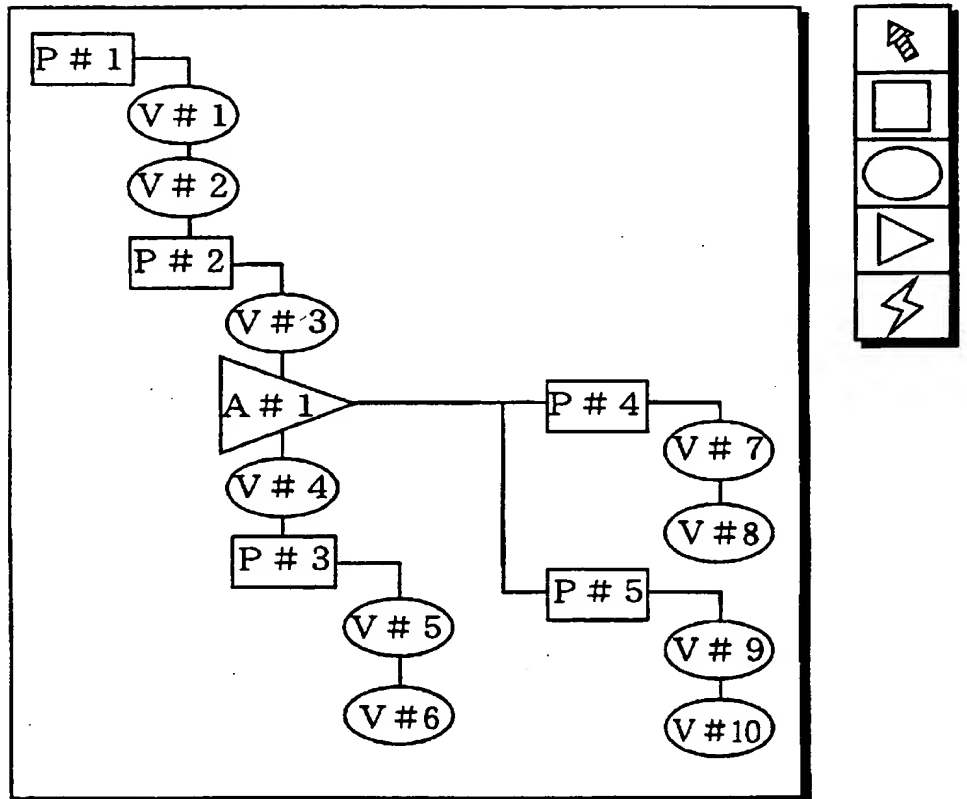 P # 1
V # 1
V # 2
P # 2
V # 3
A # 1
P # 4
V # 7
V # 4
V #8
P # 3
P # 5
V # 5
V # 9
V #6
V #10